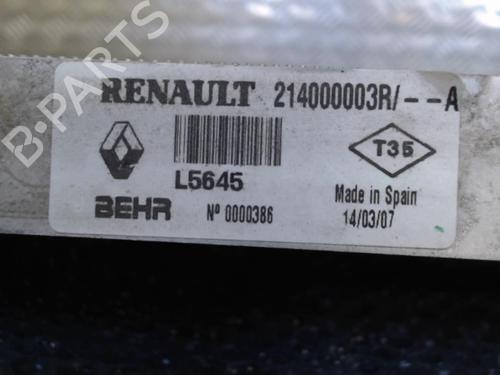 RENAULT 214000003R/--A
T35
L5645
BEHR Nº 0000386
Made in Spain
14/03/07
B-PARTS